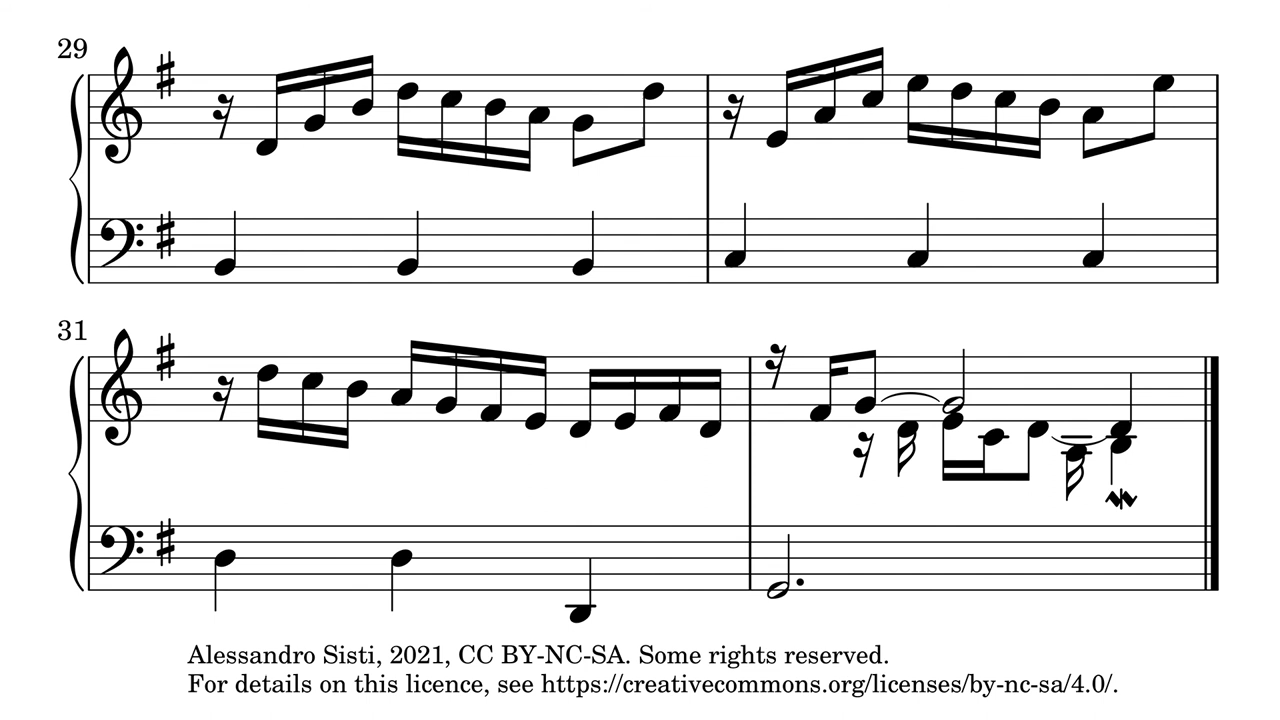 29
31
Alessandro Sisti, 2021, CC BY-NC-SA. Some rights reserved.
For details on this licence, see https://creativecommons.org/licenses/by-nc-sa/4.0/.